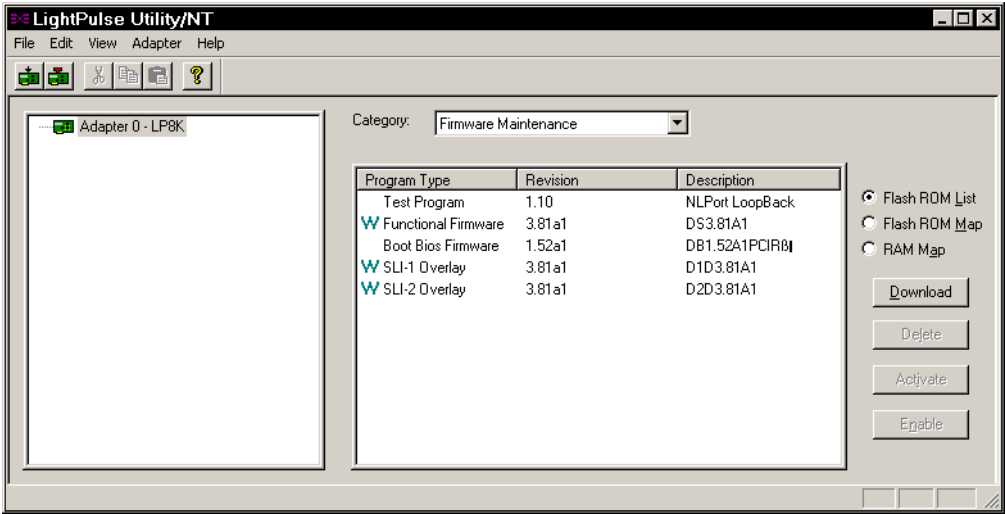 LightPulse Utility/NT
File Edit View Adapter Help
Adapter 0 - LP8K
Category: Firmware Maintenance
Program Type Revision Description
Test Program 1.10 NLPort LoopBack
W Functional Firmware 3.81a1 DS3.81A1
Boot Bios Firmware 1.52a1 DB1.52A1PCIRß
W SLI-1 Overlay 3.81a1 D1D3.81A1
W SLI-2 Overlay 3.81a1 D2D3.81A1
Flash ROM List
Flash ROM Map
RAM Map
Download
Delete
Activate
Enable